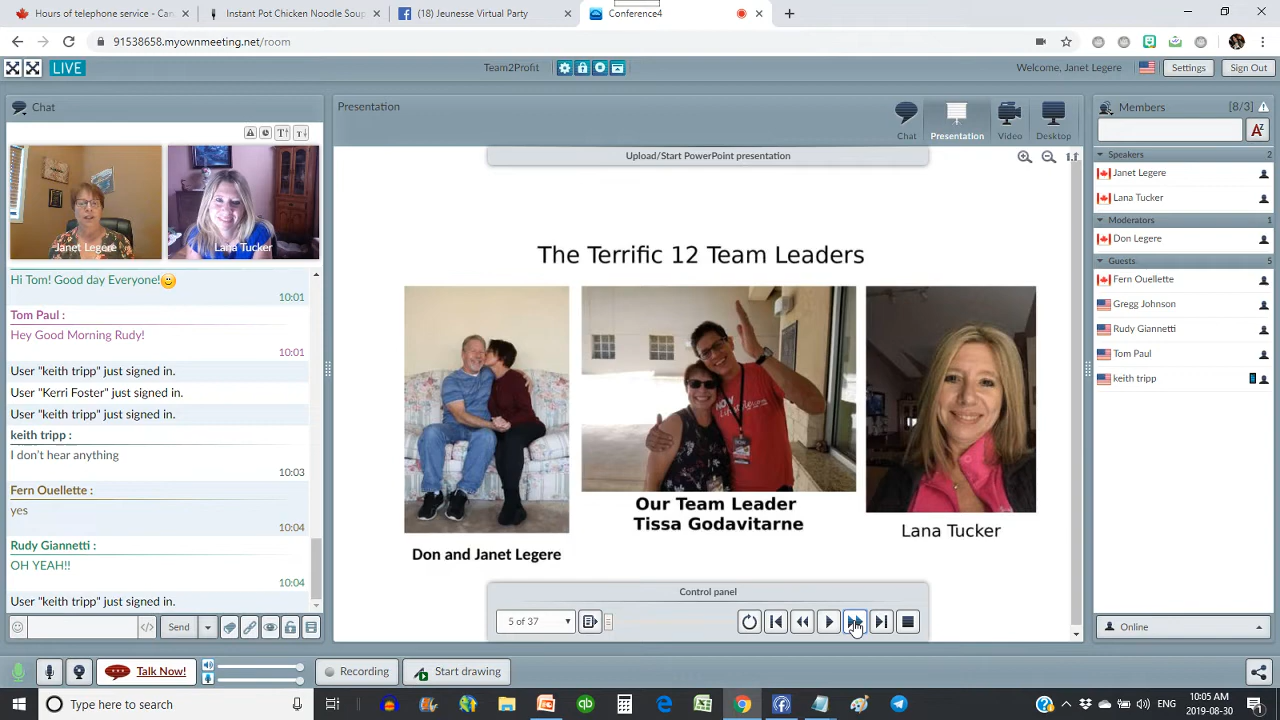 Chicken Noodle Soup - Can
Instant Pot Noodle Soup
(18) Jeunesse Virtual Party
Conference4
91538658.myownmeeting.net/room
LIVE
Team2Profit
Welcome, Janet Legere
Settings
Sign Out
Chat
Janet Legere
Lana Tucker
Hi Tom! Good day Everyone!
10:01
Tom Paul :
Hey Good Morning Rudy!
10:01
User "keith tripp" just signed in.
User "Kerri Foster" just signed in.
User "keith tripp" just signed in.
keith tripp :
I don't hear anything
10:03
Fern Ouellette :
yes
10:04
Rudy Giannetti :
OH YEAH!!
10:04
User "keith tripp" just signed in.
Send
Presentation
Chat
Presentation
Video
Desktop
Upload/Start PowerPoint presentation
1:1
The Terrific 12 Team Leaders
Our Team Leader
Tissa Godavitarne
Don and Janet Legere
Lana Tucker
Control panel
5 of 37
Members
[8/3]
Speakers
2
Janet Legere
Lana Tucker
Moderators
1
Don Legere
Guests
5
Fern Ouellette
Gregg Johnson
Rudy Giannetti
Tom Paul
keith tripp
Online
Talk Now!
Recording
Start drawing
Type here to search
10:05 AM
2019-08-30